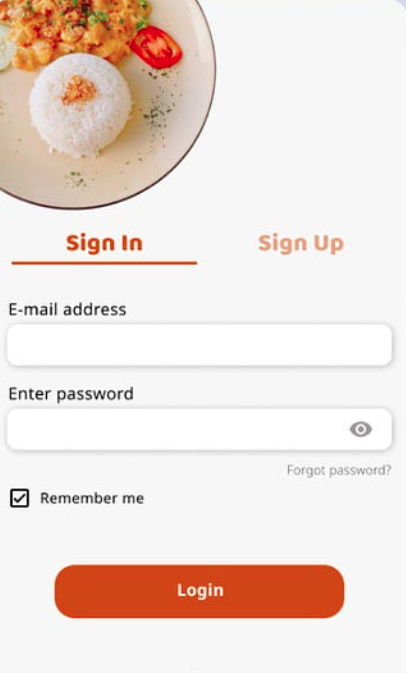 Sign In Sign Up
E-mail address
Enter password
Forgot password?
Remember me
Login